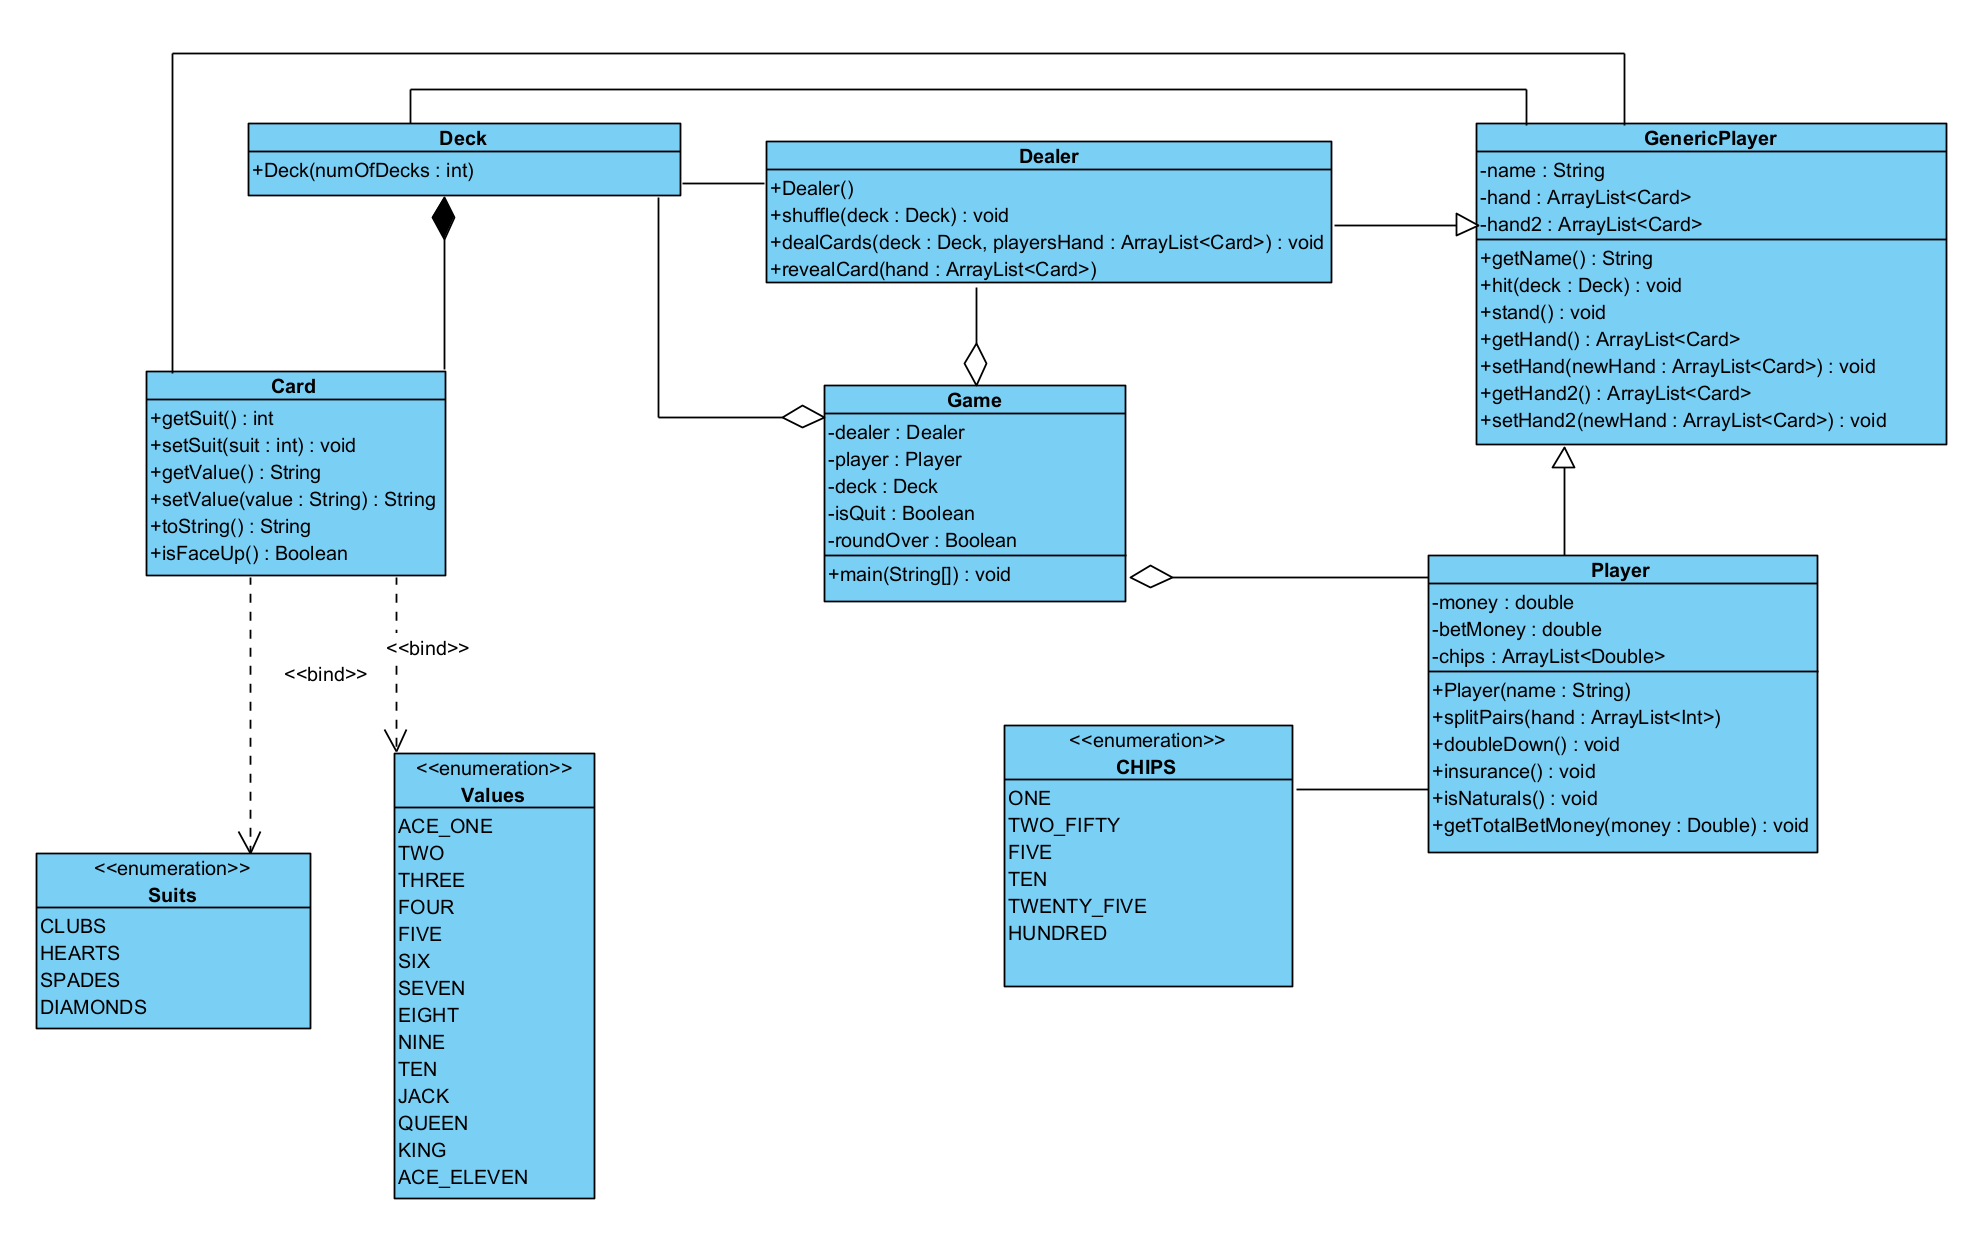 Deck
+Deck(numOfDecks : int)
Dealer
+Dealer()
+shuffle(deck : Deck) : void
+dealCards(deck : Deck, playersHand : ArrayList<Card>) : void
+revealCard(hand : ArrayList<Card>)
GenericPlayer
-name : String
-hand : ArrayList<Card>
-hand2 : ArrayList<Card>
+getName() : String
+hit(deck : Deck) : void
+stand() : void
+getHand() : ArrayList<Card>
+setHand(newHand : ArrayList<Card>) : void
+getHand2() : ArrayList<Card>
+setHand2(newHand : ArrayList<Card>) : void
Card
+getSuit() : int
+setSuit(suit : int) : void
+getValue() : String
+setValue(value : String) : String
+toString() : String
+isFaceUp() : Boolean
Game
-dealer : Dealer
-player : Player
-deck : Deck
-isQuit : Boolean
-roundOver : Boolean
+main(String[]) : void
Player
-money : double
-betMoney : double
-chips : ArrayList<Double>
+Player(name : String)
+splitPairs(hand : ArrayList<Int>)
+doubleDown() : void
+insurance() : void
+isNaturals() : void
+getTotalBetMoney(money : Double) : void
<<bind>>
<<bind>>
<<enumeration>>
CHIPS
ONE
TWO_FIFTY
FIVE
TEN
TWENTY_FIVE
HUNDRED
<<enumeration>>
Values
ACE_ONE
TWO
THREE
FOUR
FIVE
SIX
SEVEN
EIGHT
NINE
TEN
JACK
QUEEN
KING
ACE_ELEVEN
<<enumeration>>
Suits
CLUBS
HEARTS
SPADES
DIAMONDS